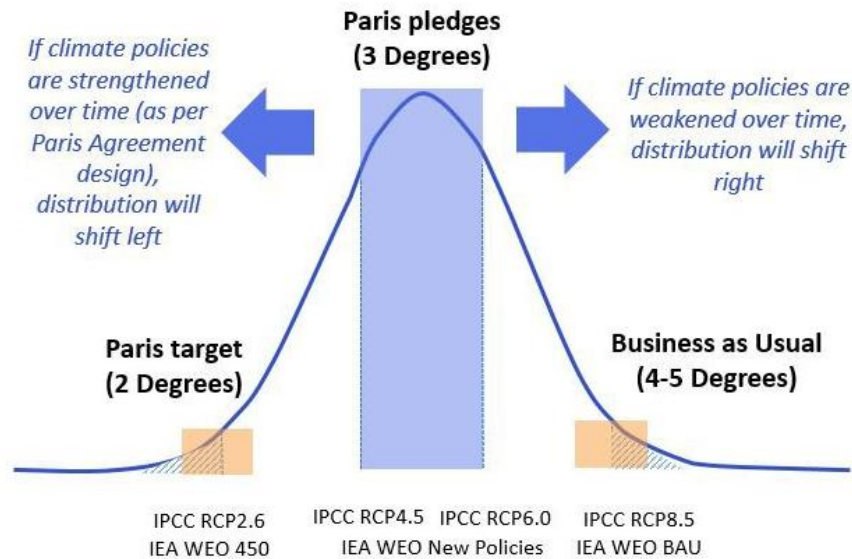 Paris pledges
(3 Degrees)
If climate policies
are strengthened
over time (as per
Paris Agreement
design),
distribution will
shift left
If climate policies are
weakened over time,
distribution will shift
right
Paris target
(2 Degrees)
Business as Usual
(4-5 Degrees)
IPCC RCP2.6
IEA WEO 450
IPCC RCP4.5 IPCC RCP6.0
IEA WEO New Policies
IPCC RCP8.5
IEA WEO BAU